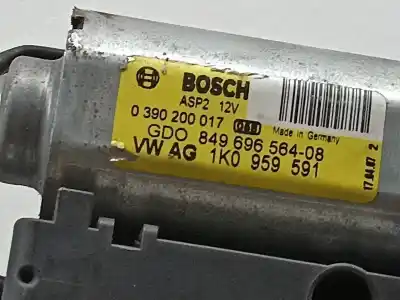 BOSCH
ASP2 12V
0 390 200 017
Made in Germany
GDO 849 696 564-08
VW AG 1K0 959 591
17.04.07 2